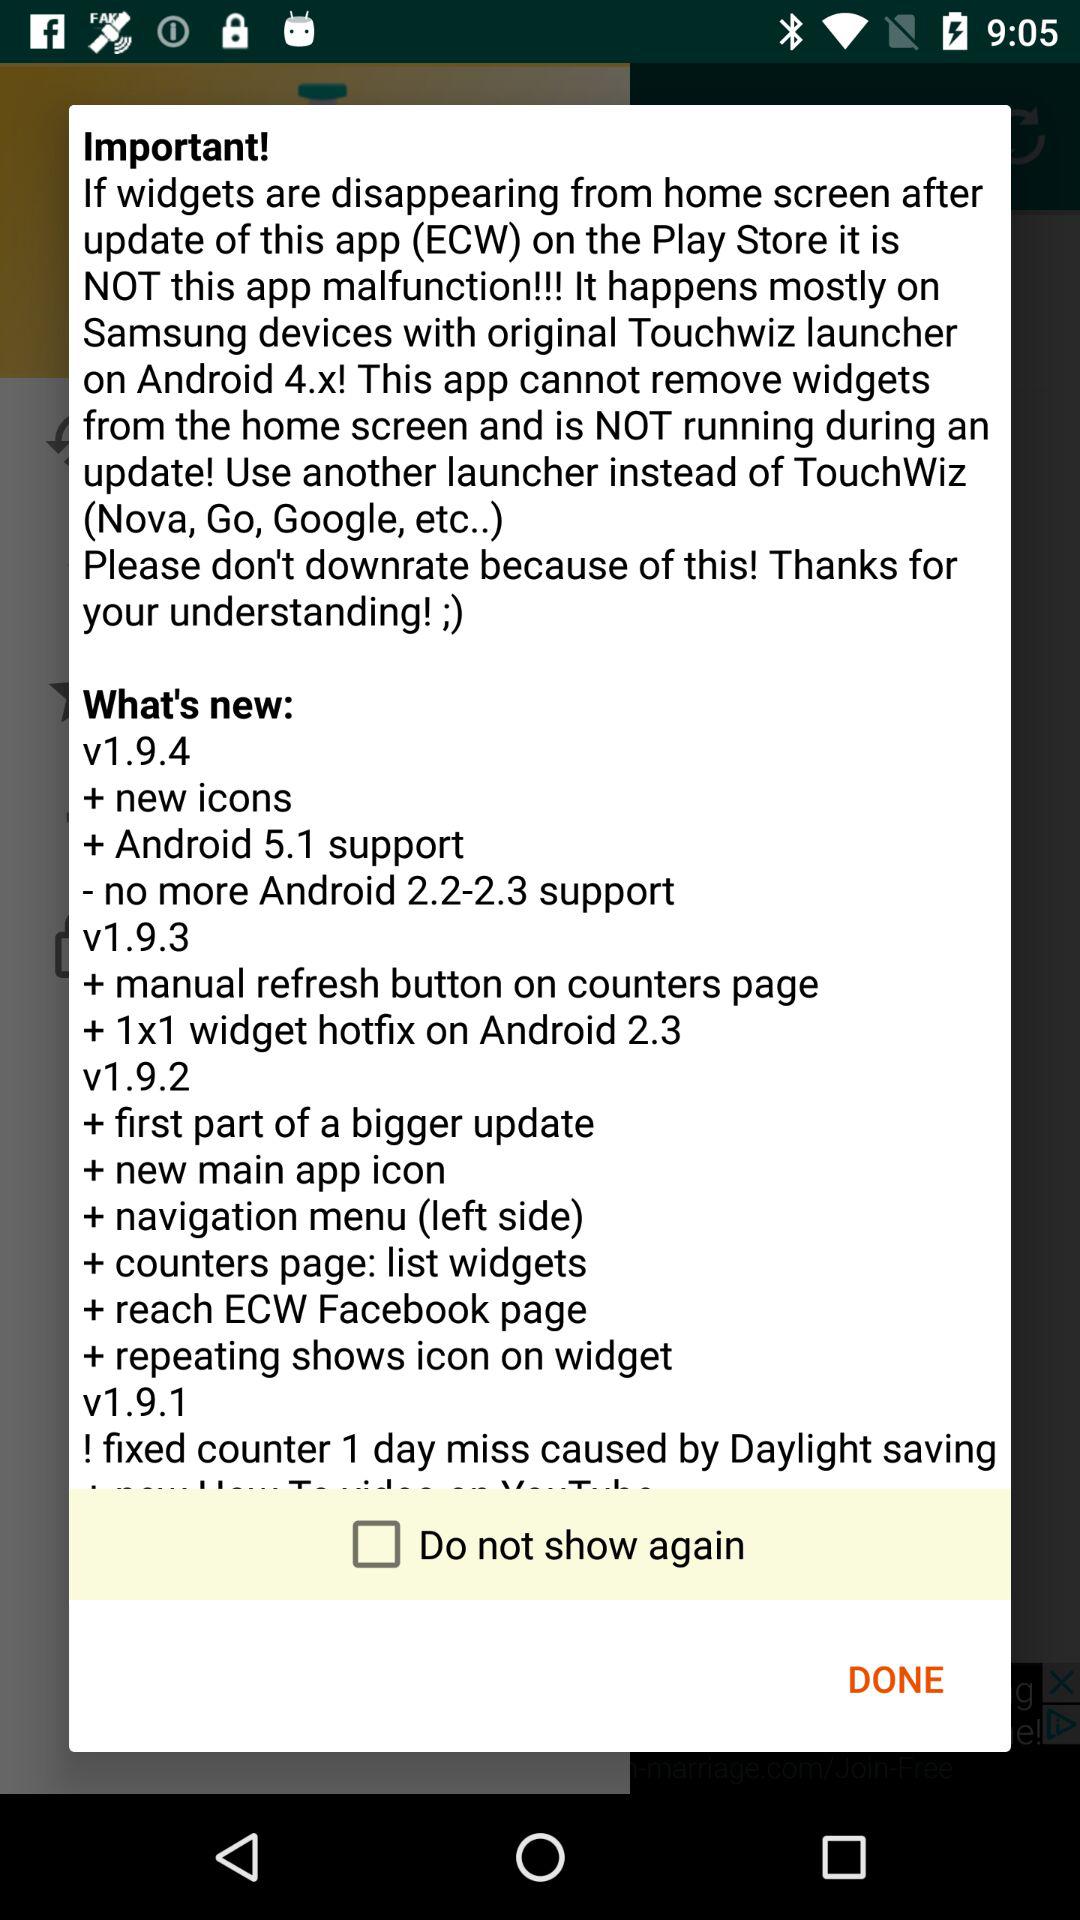 FAKE
9:05
Important!
If widgets are disappearing from home screen after
update of this app (ECW) on the Play Store it is
NOT this app malfunction!!! It happens mostly on
Samsung devices with original Touchwiz launcher
on Android 4.x! This app cannot remove widgets
from the home screen and is NOT running during an
update! Use another launcher instead of TouchWiz
(Nova, Go, Google, etc..)
Please don't downrate because of this! Thanks for
your understanding! ;)
What's new:
v1.9.4
+ new icons
+ Android 5.1 support
- no more Android 2.2-2.3 support
v1.9.3
+ manual refresh button on counters page
+ 1x1 widget hotfix on Android 2.3
v1.9.2
+ first part of a bigger update
+ new main app icon
+ navigation menu (left side)
+ counters page: list widgets
+ reach ECW Facebook page
+ repeating shows icon on widget
v1.9.1
! fixed counter 1 day miss caused by Daylight saving
+ new How To video on YouTube
Do not show again
DONE
-marriage.com/Join-Free